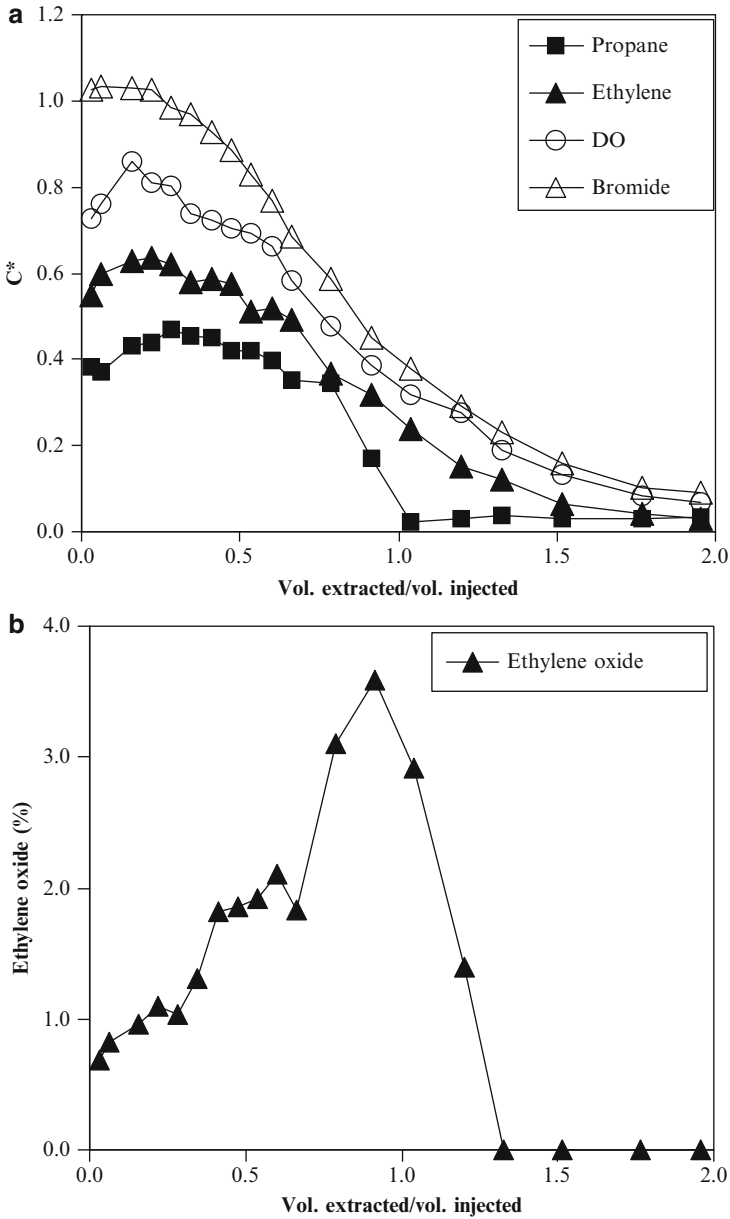 a
1.2
1.0
0.8
0.6
0.4
0.2
0.0
C*
Propane
Ethylene
DO
Bromide
0.0 0.5 1.0 1.5 2.0
Vol. extracted/vol. injected
b
4.0
3.0
2.0
1.0
0.0
Ethylene oxide (%)
Ethylene oxide
0.0 0.5 1.0 1.5 2.0
Vol. extracted/vol. injected